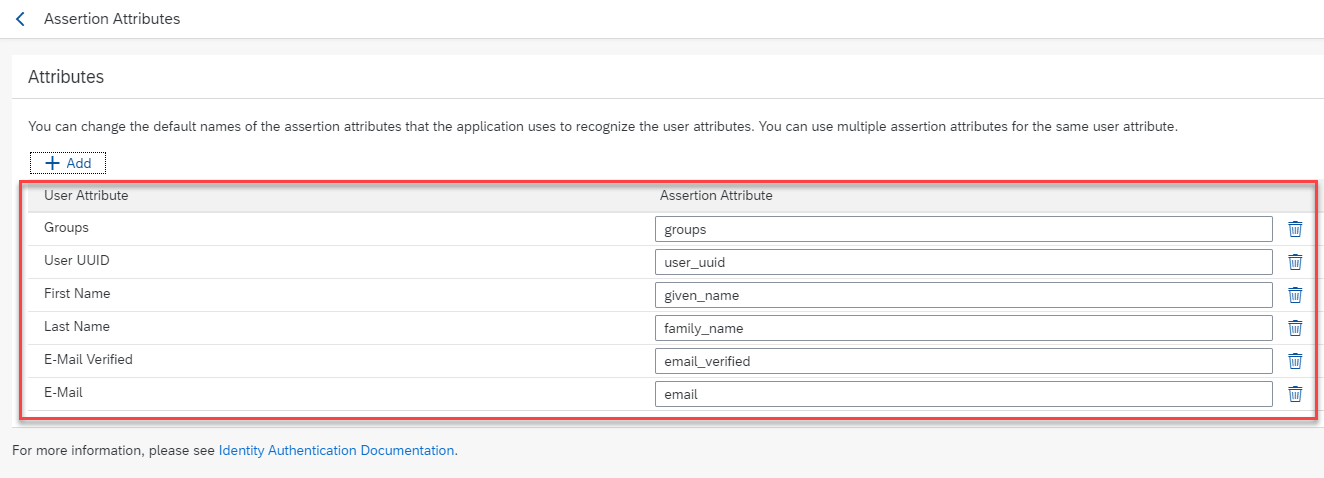 Assertion Attributes
Attributes
You can change the default names of the assertion attributes that the application uses to recognize the user attributes. You can use multiple assertion attributes for the same user attribute.
Add
User Attribute Assertion Attribute
Groups groups
User UUID user_uuid
First Name given_name
Last Name family_name
E-Mail Verified email_verified
E-Mail email
For more information, please see Identity Authentication Documentation.